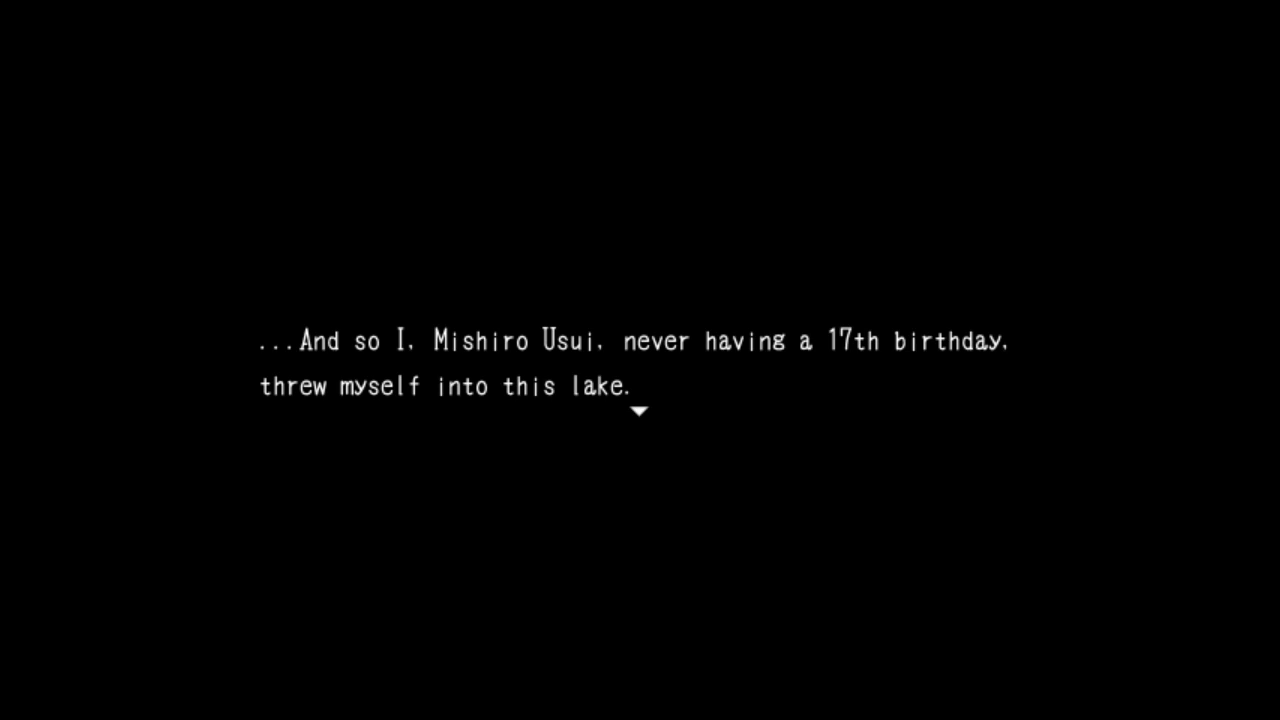 ...And so I, Mishiro Usui, never having a 17th birthday,
threw myself into this lake.